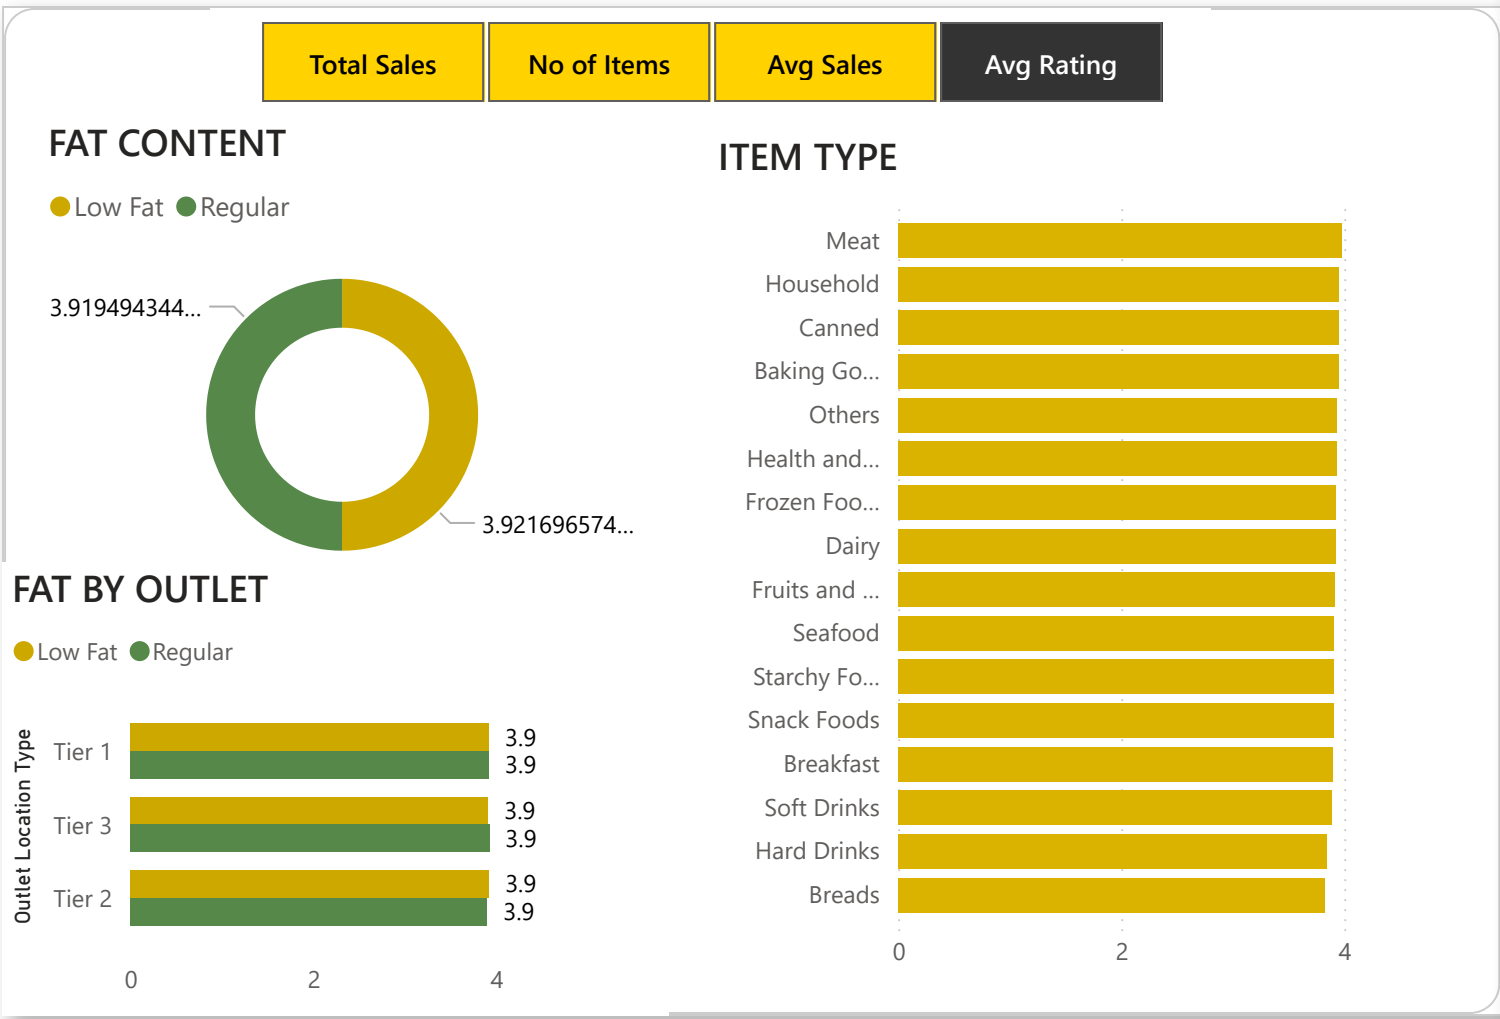 Total Sales
No of Items
Avg Sales
Avg Rating
FAT CONTENT
Low Fat Regular
3.919494344...
3.921696574...
FAT BY OUTLET
Low Fat Regular
Outlet Location Type
Tier 1
3.9
3.9
Tier 3
3.9
3.9
Tier 2
3.9
3.9
0 2 4
ITEM TYPE
Meat
Household
Canned
Baking Go...
Others
Health and...
Frozen Foo...
Dairy
Fruits and ...
Seafood
Starchy Fo...
Snack Foods
Breakfast
Soft Drinks
Hard Drinks
Breads
0 2 4